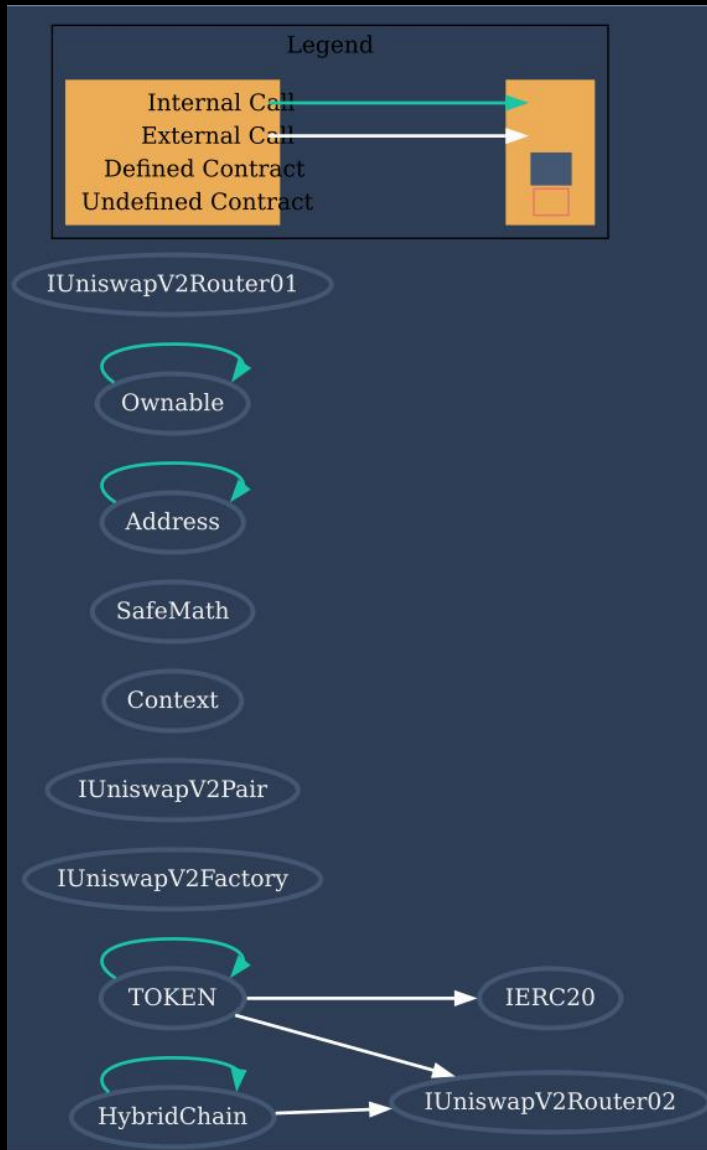 Legend
Internal Call
External Call
Defined Contract
Undefined Contract
IUniswapV2Router01
Ownable
Address
SafeMath
Context
IUniswapV2Pair
IUniswapV2Factory
TOKEN
IERC20
HybridChain
IUniswapV2Router02